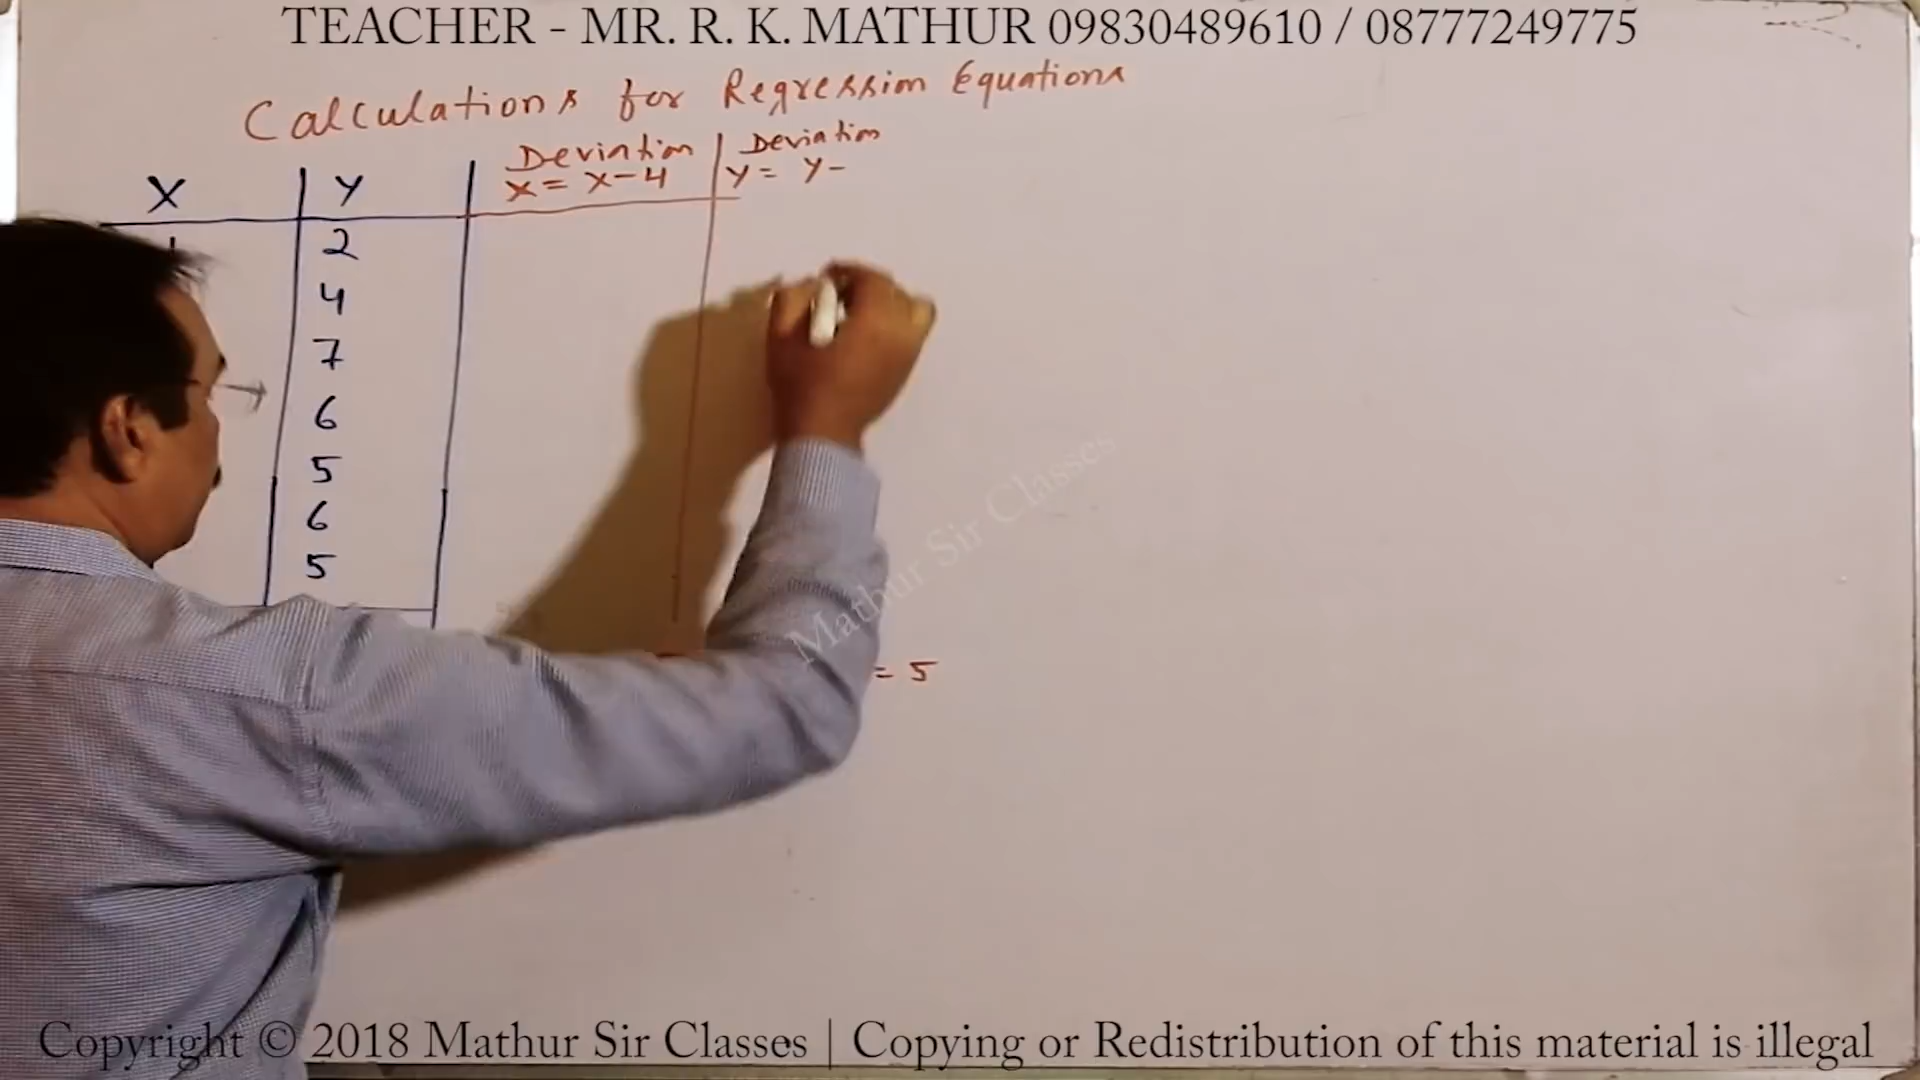 TEACHER - MR. R. K. MATHUR 09830489610 / 08777249775
Calculations for Regression Equations
Deviation Deviation
X Y x = X-4 y = Y-
2
4
7
6
5
6
5
= 5
Mathur Sir Classes
Copyright © 2018 Mathur Sir Classes | Copying or Redistribution of this material is illegal